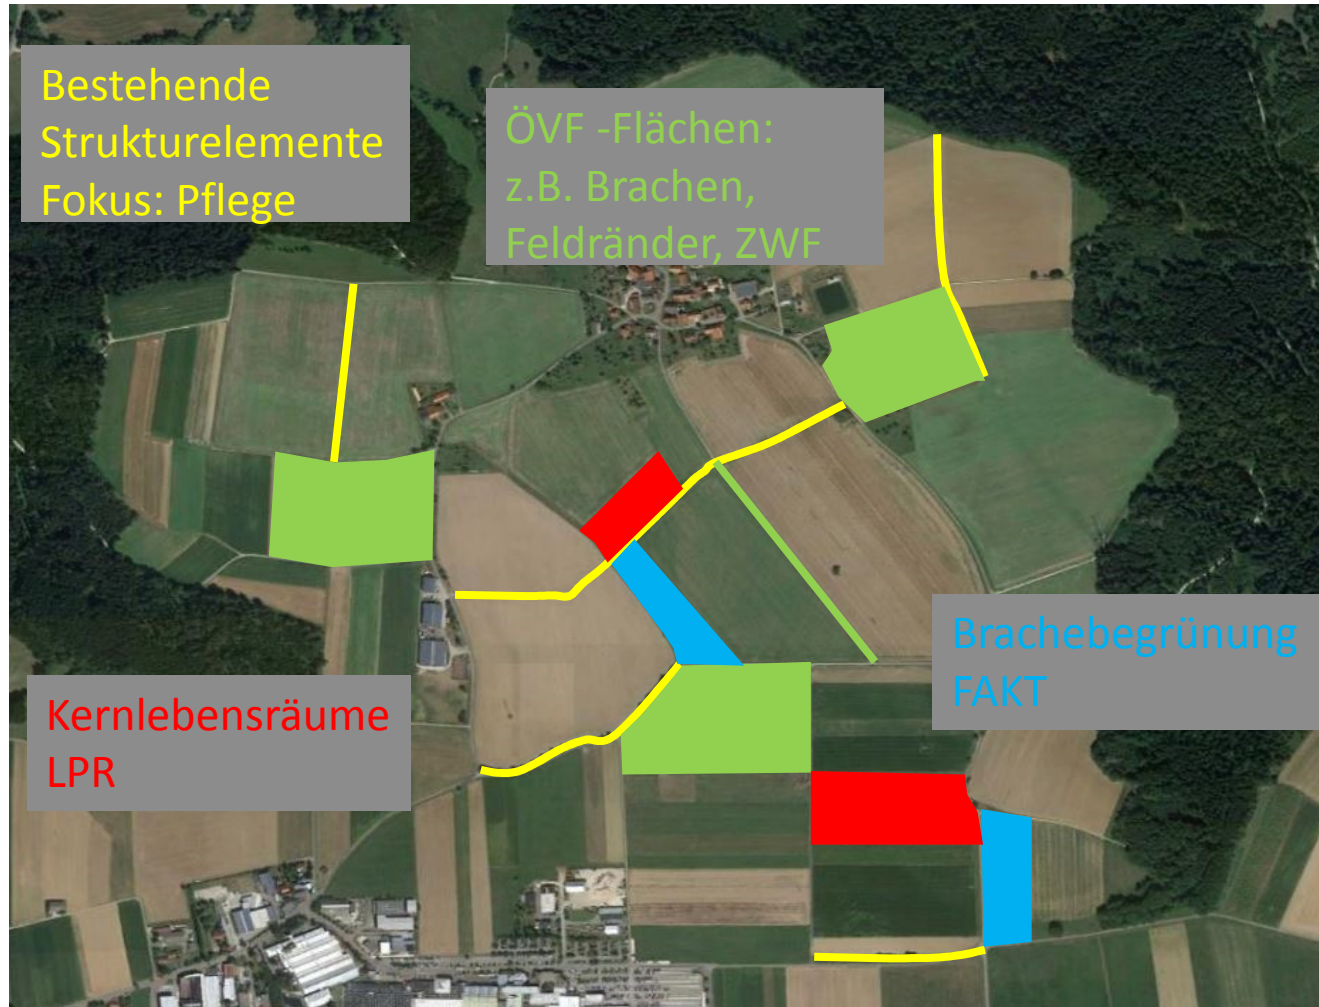 Bestehende
Strukturelemente
Fokus: Pflege
ÖVF -Flächen:
z.B. Brachen,
Feldränder, ZWF
Brachebegrünung
FAKT
Kernlebensräume
LPR